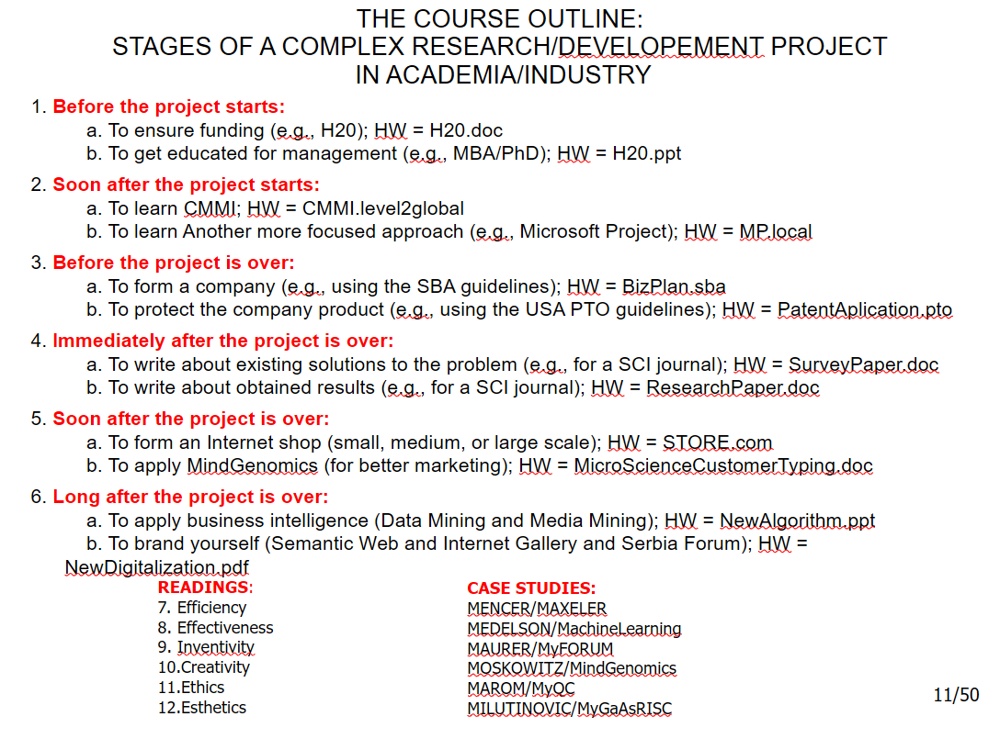 THE COURSE OUTLINE:
STAGES OF A COMPLEX RESEARCH/DEVELOPEMENT PROJECT
IN ACADEMIA/INDUSTRY
1. Before the project starts:
a. To ensure funding (e.g., H20); HW = H20.doc
b. To get educated for management (e.g., MBA/PhD); HW = H20.ppt
2. Soon after the project starts:
a. To learn CMMI; HW = CMMI.level2global
b. To learn Another more focused approach (e.g., Microsoft Project); HW = MP.local
3. Before the project is over:
a. To form a company (e.g., using the SBA guidelines); HW = BizPlan.sba
b. To protect the company product (e.g., using the USA PTO guidelines); HW = PatentAplication.pto
4. Immediately after the project is over:
a. To write about existing solutions to the problem (e.g., for a SCI journal); HW = SurveyPaper.doc
b. To write about obtained results (e.g., for a SCI journal); HW = ResearchPaper.doc
5. Soon after the project is over:
a. To form an Internet shop (small, medium, or large scale); HW = STORE.com
b. To apply MindGenomics (for better marketing); HW = MicroScienceCustomerTyping.doc
6. Long after the project is over:
a. To apply business intelligence (Data Mining and Media Mining); HW = NewAlgorithm.ppt
b. To brand yourself (Semantic Web and Internet Gallery and Serbia Forum); HW =
NewDigitalization.pdf
READINGS:
7. Efficiency
8. Effectiveness
9. Inventivity
10.Creativity
11.Ethics
12.Esthetics
CASE STUDIES:
MENCER/MAXELER
MEDELSON/MachineLearning
MAURER/MyFORUM
MOSKOWITZ/MindGenomics
MAROM/MyOC
MILUTINOVIC/MyGaAsRISC
11/50